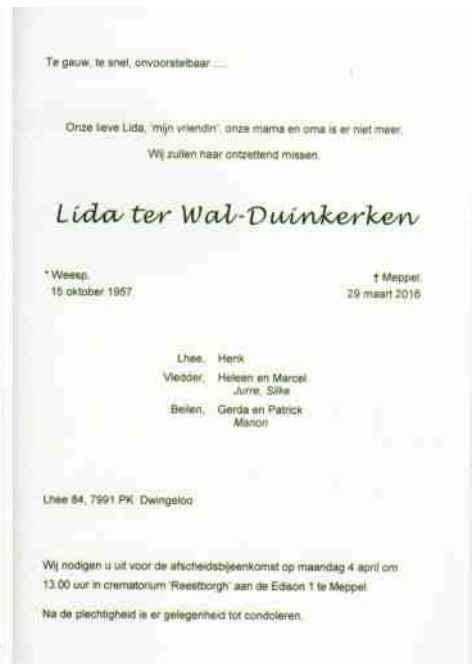 Te gauw, te snel, onvoorstelbaar .....
Onze lieve Lida, 'mijn vriendin', onze mama en oma is er niet meer.
Wij zullen haar ontzettend missen.
Lida ter Wal-Duinkerken
* Weesp, † Meppel,
15 oktober 1957 29 maart 2016
Lhee, Henk
Vledder, Heleen en Marcel
Jurre, Silke
Beilen, Gerda en Patrick
Manon
Lhee 84, 7991 PK Dwingeloo
Wij nodigen u uit voor de afscheidsbijeenkomst op maandag 4 april om
13.00 uur in crematorium 'Reestborgh' aan de Edison 1 te Meppel.
Na de plechtigheid is er gelegenheid tot condoleren.